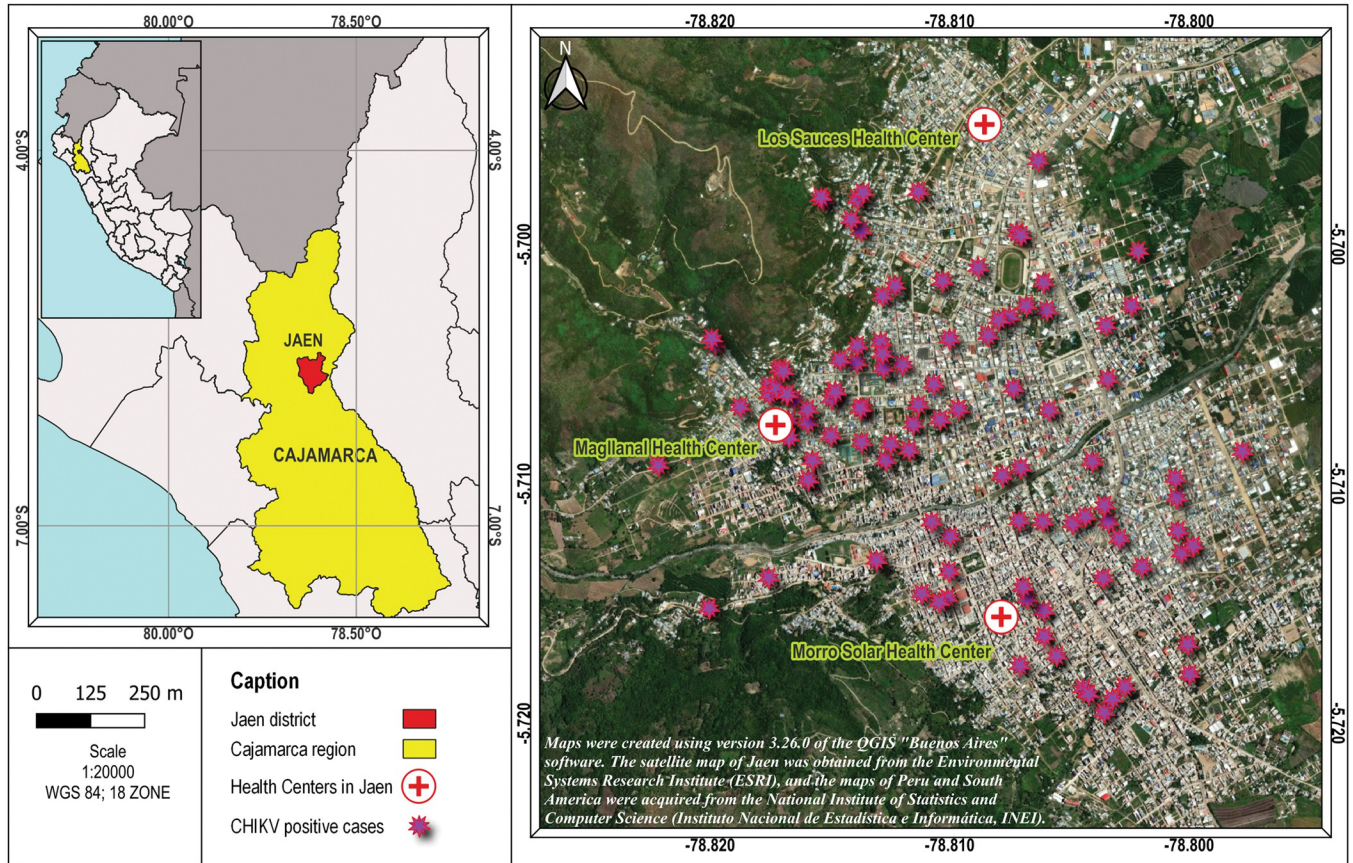 80.00°O
78.50°O
4.00°S
4.00°S
JAEN
CAJAMARCA
7.00°S
7.00°S
80.00°O
78.50°O
0 125 250 m
Scale
1:20000
WGS 84; 18 ZONE
Caption
Jaen district
Cajamarca region
Health Centers in Jaen
CHIKV positive cases
-78.820
-78.810
-78.800
N
Los Sauces Health Center
-5.700
-5.700
Magllanal Health Center
-5.710
-5.710
Morro Solar Health Center
-5.720
-5.720
Maps were created using version 3.26.0 of the QGIS "Buenos Aires"
software. The satellite map of Jaen was obtained from the Environmental
Systems Research Institute (ESRI), and the maps of Peru and South
America were acquired from the National Institute of Statistics and
Computer Science (Instituto Nacional de Estadística e Informática, INEI).
-78.820
-78.810
-78.800